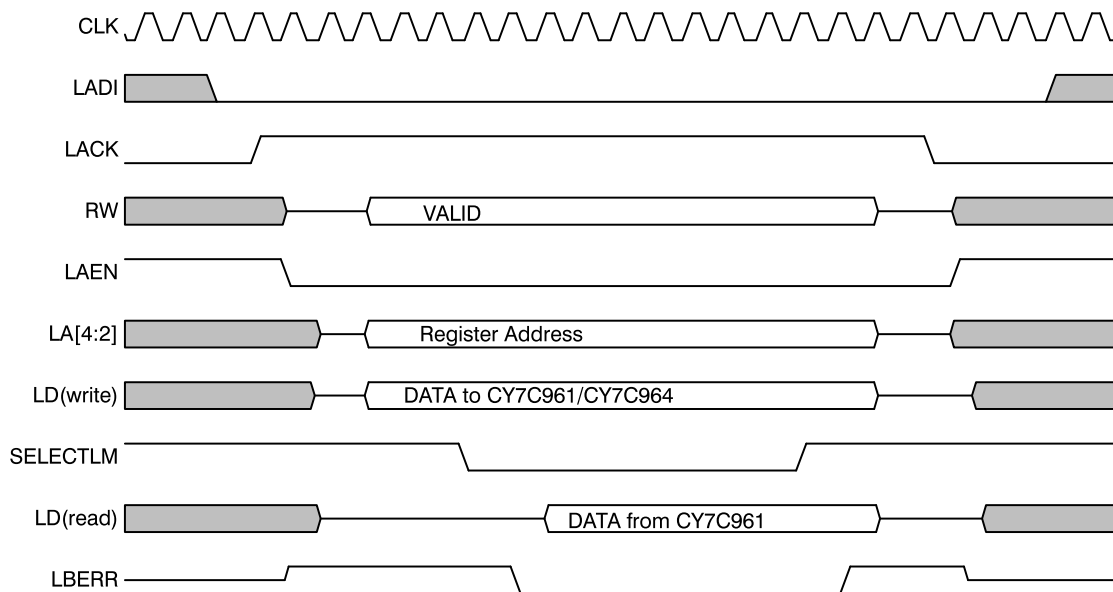 CLK
LADI
LACK
RW VALID
LAEN
LA[4:2] Register Address
LD(write) DATA to CY7C961/CY7C964
SELECTLM
LD(read) DATA from CY7C961
LBERR